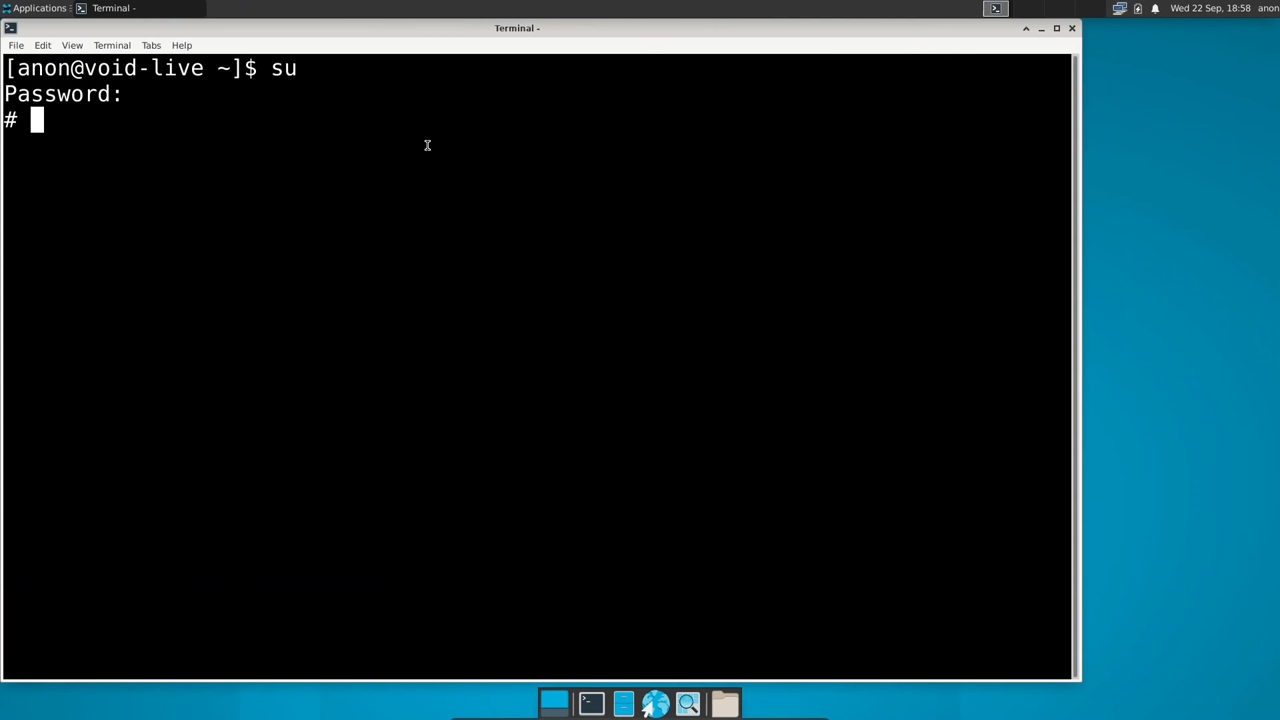 Applications Terminal - Wed 22 Sep, 18:58 anon
Terminal -
File Edit View Terminal Tabs Help
[anon@void-live ~]$ su
Password:
#